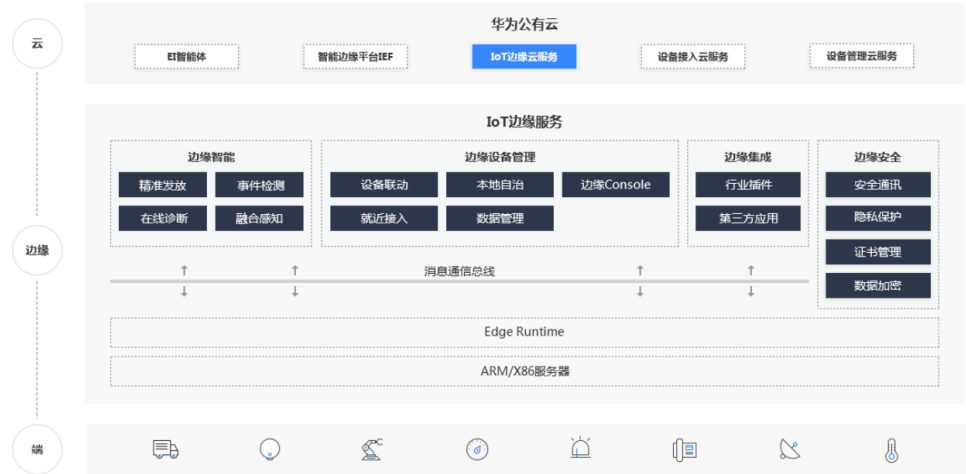 云
华为公有云
EI智能体
智能边缘平台IEF
IoT边缘云服务
设备接入云服务
设备管理云服务
边缘
IoT边缘服务
边缘智能
精准发放
事件检测
在线诊断
融合感知
边缘设备管理
设备联动
本地自治
边缘Console
就近接入
数据管理
边缘集成
行业插件
第三方应用
边缘安全
安全通讯
隐私保护
证书管理
数据加密
消息通信总线
Edge Runtime
ARM/X86服务器
端